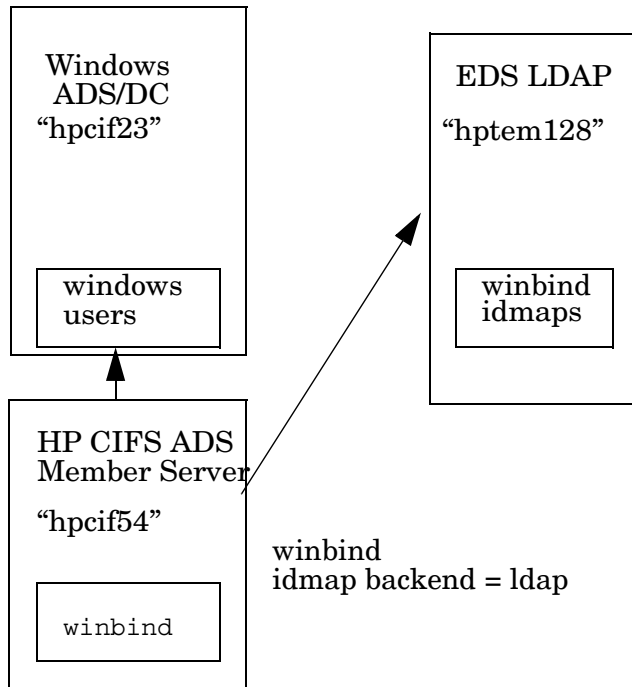 Windows
ADS/DC
“hpcif23”
windows
users
EDS LDAP
“hptem128”
winbind
idmaps
HP CIFS ADS
Member Server
“hpcif54”
winbind
winbind
idmap backend = ldap